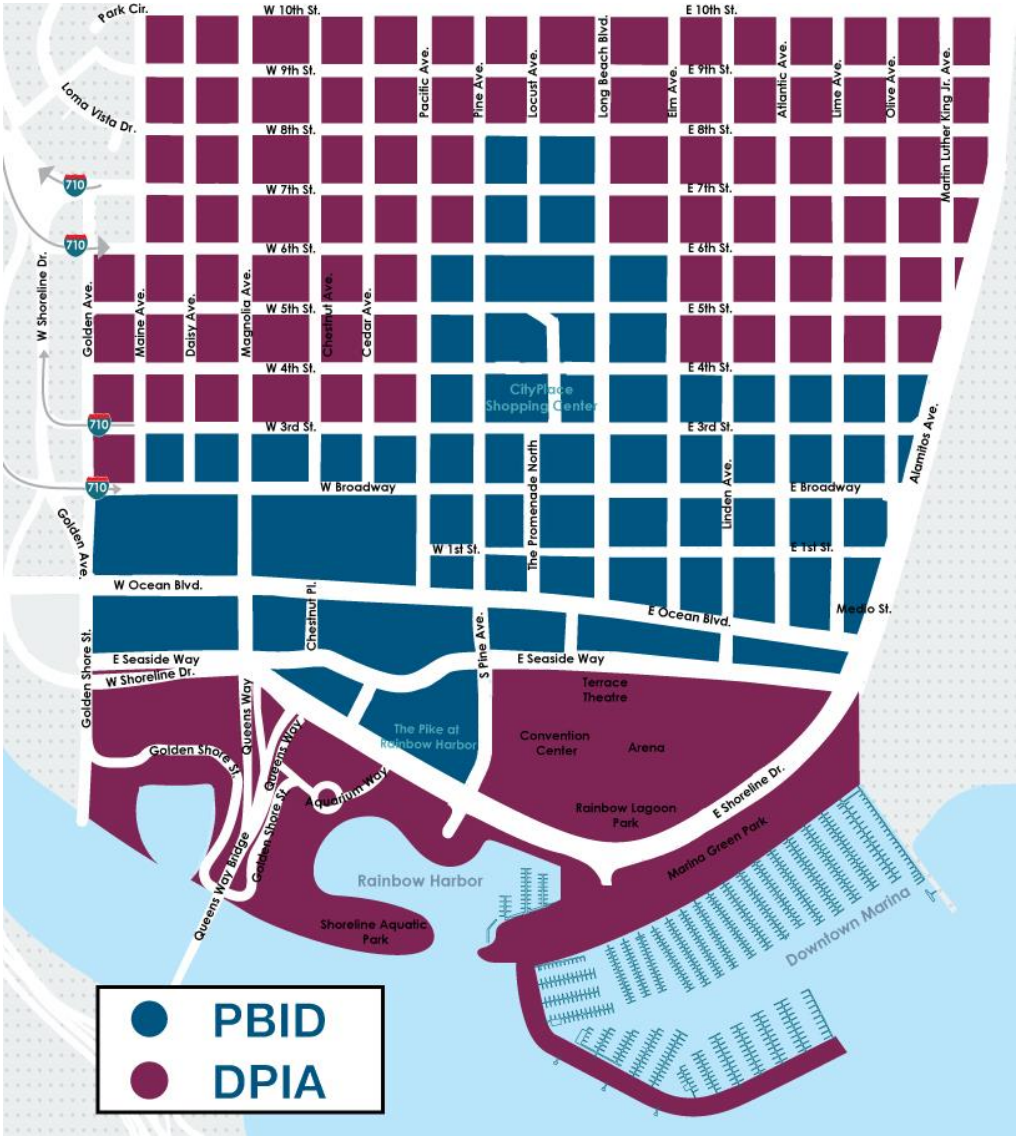 Park Cir.
W 10th St.
E 10th St.
Loma Vista Dr.
W 9th St.
Pacific Ave.
Pine Ave.
Locust Ave.
Long Beach Blvd.
Elm Ave.
E 9th St.
Atlantic Ave.
Lime Ave.
Olive Ave.
Martin Luther King Jr. Ave.
W 8th St.
E 8th St.
710
W 7th St.
E 7th St.
710
W 6th St.
E 6th St.
W Shoreline Dr.
Golden Ave.
Maine Ave.
Daisy Ave.
Magnolia Ave.
Chestnut Ave.
Cedar Ave.
W 5th St.
E 5th St.
W 4th St.
E 4th St.
CityPlace
Shopping Center
710
W 3rd St.
E 3rd St.
Alamitos Ave.
The Promenade North
Linden Ave.
710
W Broadway
E Broadway
Golden Ave.
W 1st St.
E 1st St.
W Ocean Blvd.
Chestnut Pl.
E Ocean Blvd.
Medio St.
Golden Shore St.
E Seaside Way
S Pine Ave.
E Seaside Way
W Shoreline Dr.
Terrace
Theatre
Queens Way
Queens Way
The Pike at
Rainbow Harbor
Convention
Center
Arena
Golden Shore St.
Aquarium Way
Golden Shore St.
E Shoreline Dr.
Rainbow Lagoon
Park
Marina Green Park
Queens Way Bridge
Rainbow Harbor
Shoreline Aquatic
Park
Downtown Marina
PBID
DPIA